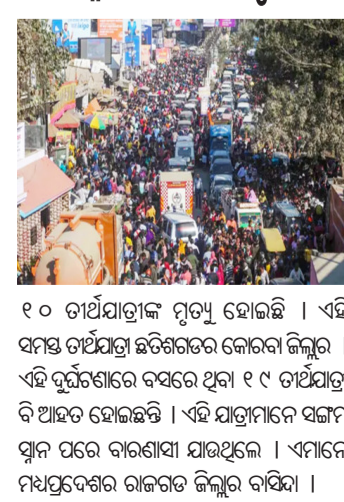 ୧୦ ତୀର୍ଥଯାତ୍ରୀଙ୍କ ମୃତ୍ୟୁ ହୋଇଛି । ଏହି
ସମସ୍ତ ତୀର୍ଥଯାତ୍ରୀ ଛତିଶଗଡର କୋରବା ଜିଲ୍ଲାର ।
ଏହି ଦୁର୍ଘଟଣାରେ ବସରେ ଥିବା ୧୯ ତୀର୍ଥଯାତ୍ରୀ
ବି ଆହତ ହୋଇଛନ୍ତି । ଏହି ଯାତ୍ରୀମାନେ ସଙ୍ଗମ
ସ୍ନାନ ପରେ ବାରଣାସୀ ଯାଉଥିଲେ । ଏମାନେ
ମଧ୍ୟପ୍ରଦେଶର ରାଜଗଡ ଜିଲ୍ଲାର ବାସିନ୍ଦା ।